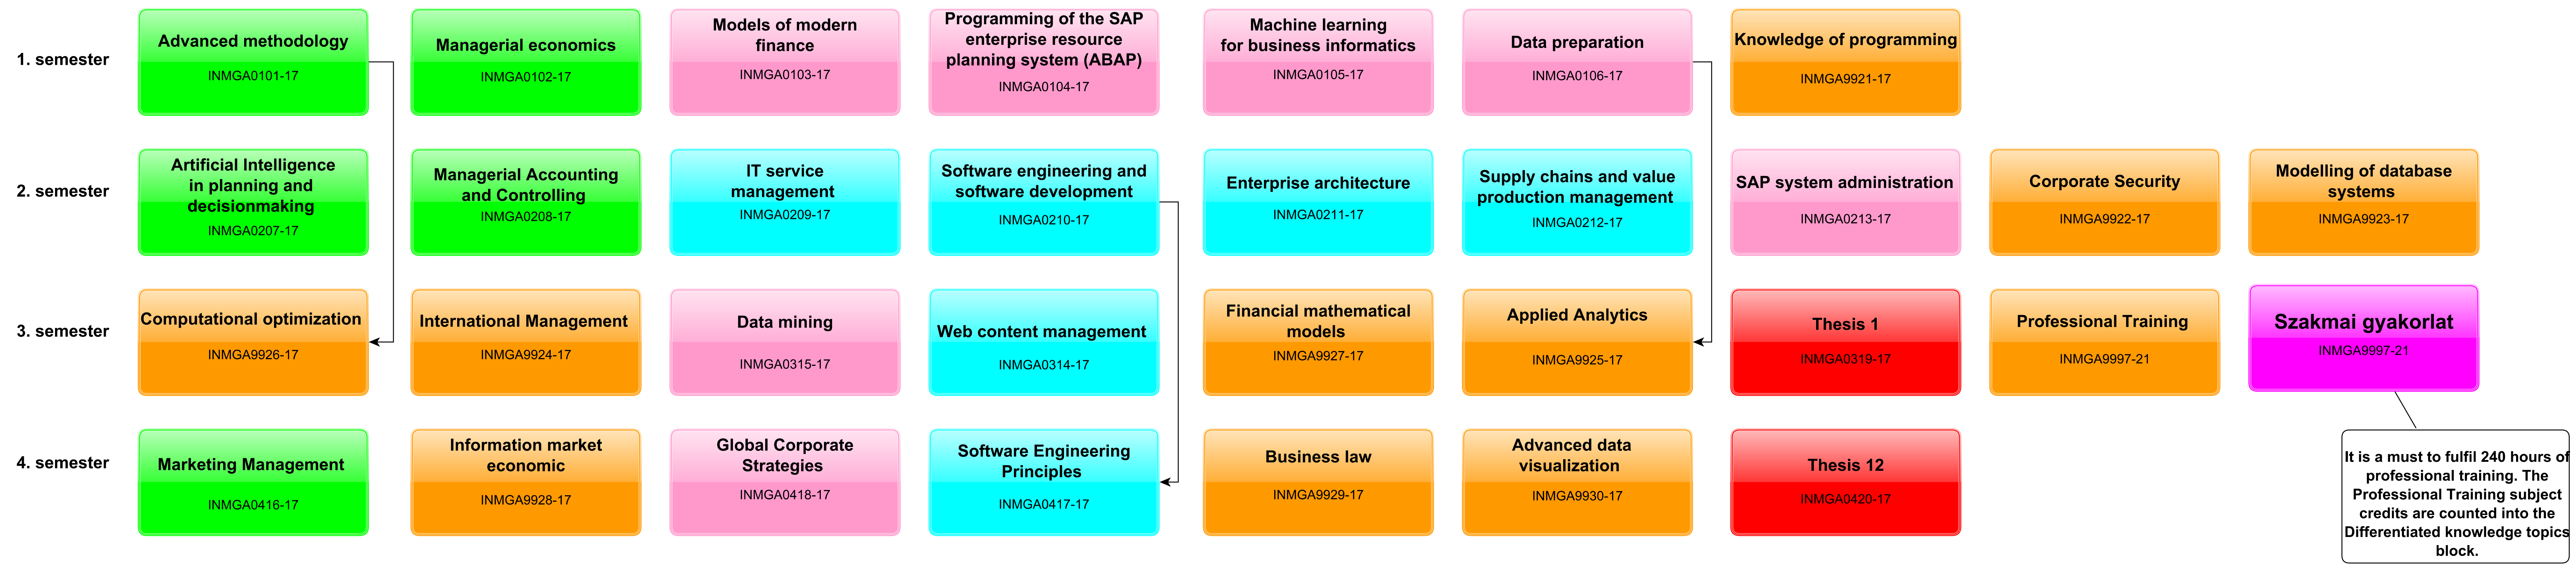 1. semester
Advanced methodology
INMGA0101-17
Managerial economics
INMGA0102-17
Models of modern
finance
INMGA0103-17
Programming of the SAP
enterprise resource
planning system (ABAP)
INMGA0104-17
Machine learning
for business informatics
INMGA0105-17
Data preparation
INMGA0106-17
Knowledge of programming
INMGA9921-17
2. semester
Artificial Intelligence
in planning and
decisionmaking
INMGA0207-17
Managerial Accounting
and Controlling
INMGA0208-17
IT service
management
INMGA0209-17
Software engineering and
software development
INMGA0210-17
Enterprise architecture
INMGA0211-17
Supply chains and value
production management
INMGA0212-17
SAP system administration
INMGA0213-17
Corporate Security
INMGA9922-17
Modelling of database
systems
INMGA9923-17
3. semester
Computational optimization
INMGA9926-17
International Management
INMGA9924-17
Data mining
INMGA0315-17
Web content management
INMGA0314-17
Financial mathematical
models
INMGA9927-17
Applied Analytics
INMGA9925-17
Thesis 1
INMGA0319-17
Professional Training
INMGA9997-21
Szakmai gyakorlat
INMGA9997-21
4. semester
Marketing Management
INMGA0416-17
Information market
economic
INMGA9928-17
Global Corporate
Strategies
INMGA0418-17
Software Engineering
Principles
INMGA0417-17
Business law
INMGA9929-17
Advanced data
visualization
INMGA9930-17
Thesis 12
INMGA0420-17
It is a must to fulfil 240 hours of
professional training. The
Professional Training subject
credits are counted into the
Differentiated knowledge topics
block.